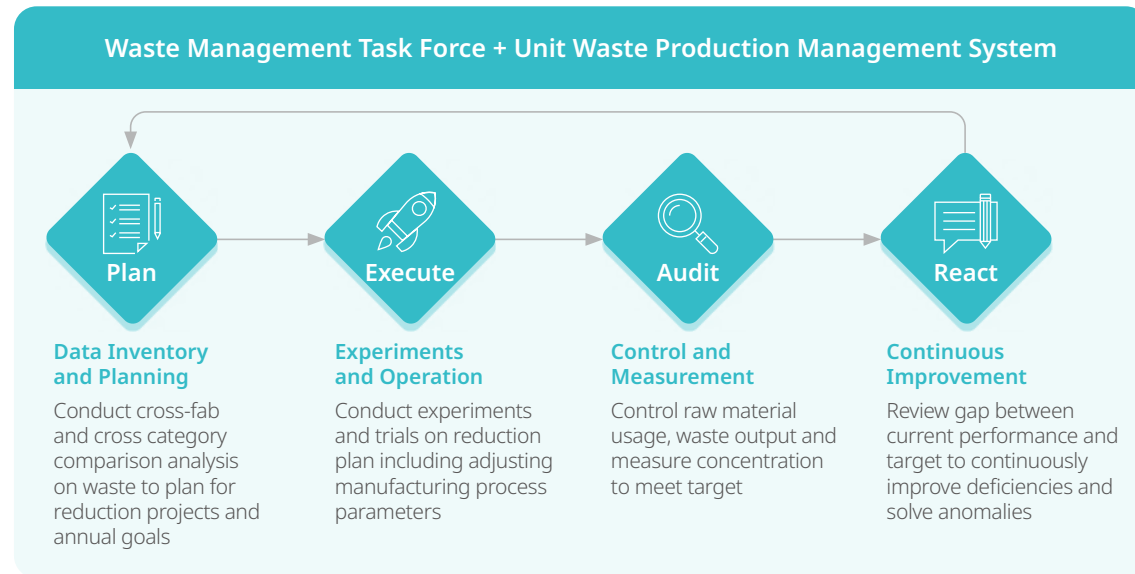 Waste Management Task Force + Unit Waste Production Management System
Plan
Execute
Audit
React
Data Inventory
and Planning
Conduct cross-fab
and cross category
comparison analysis
on waste to plan for
reduction projects and
annual goals
Experiments
and Operation
Conduct experiments
and trials on reduction
plan including adjusting
manufacturing process
parameters
Control and
Measurement
Control raw material
usage, waste output and
measure concentration
to meet target
Continuous
Improvement
Review gap between
current performance and
target to continuously
improve deficiencies and
solve anomalies